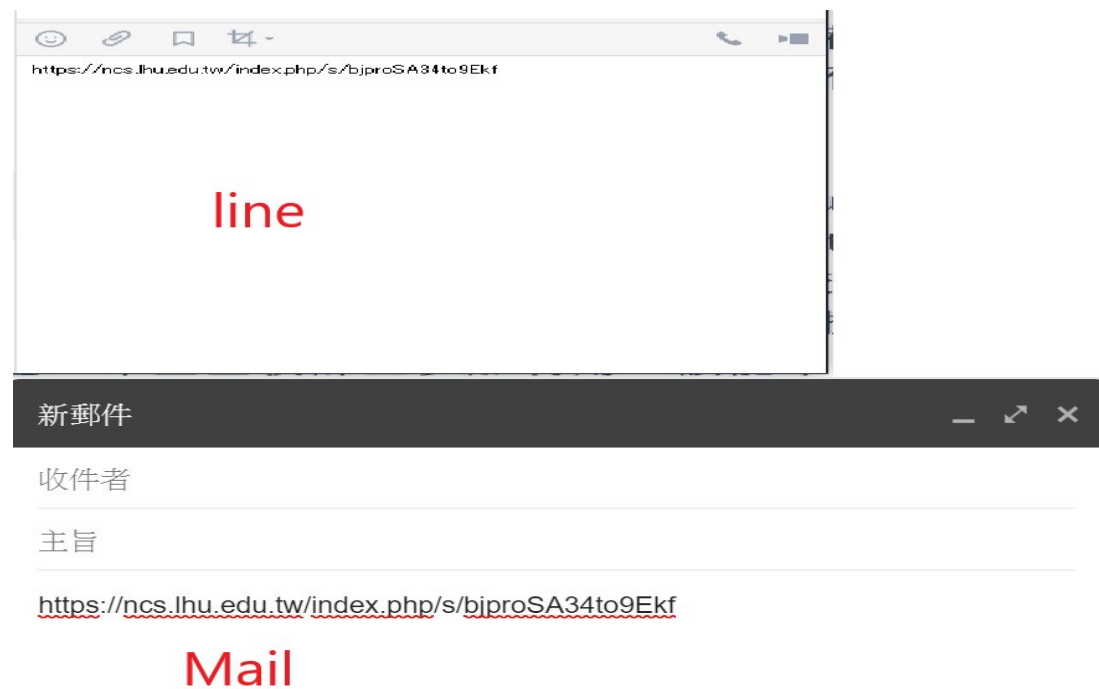 https://ncs.lhu.edu.tw/index.php/s/bjproSA34to9Ekf
line
新郵件
收件者
主旨
https://ncs.lhu.edu.tw/index.php/s/bjproSA34to9Ekf
Mail